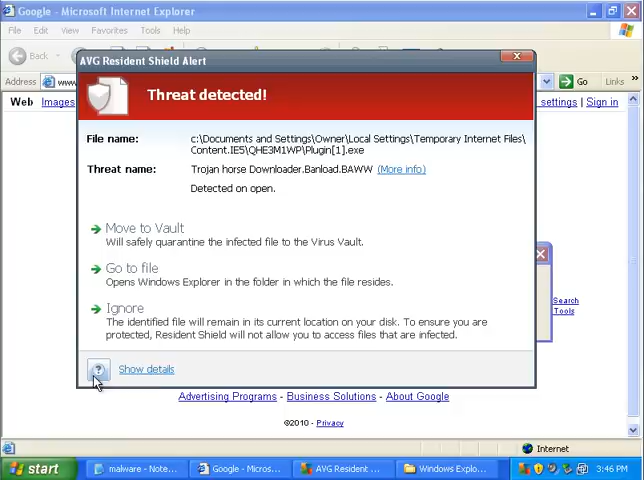 Google - Microsoft Internet Explorer
File Edit View Favorites Tools Help
Back
Address www. Go Links
AVG Resident Shield Alert
Threat detected!
Web Images settings | Sign in
File name: c:\Documents and Settings\Owner\Local Settings\Temporary Internet Files\
Content.IE5\QHE3M1WP\Plugin[1].exe
Threat name: Trojan horse Downloader.Banload.BAWW (More info)
Detected on open.
Move to Vault
Will safely quarantine the infected file to the Virus Vault.
Go to file
Opens Windows Explorer in the folder in which the file resides.
Search
Tools
Ignore
The identified file will remain in its current location on your disk. To ensure you are
protected, Resident Shield will not allow you to access files that are infected.
? Show details
Advertising Programs - Business Solutions - About Google
©2010 - Privacy
Internet
start malware - Note... Google - Micros... AVG Resident ... Windows Explo... 3:46 PM